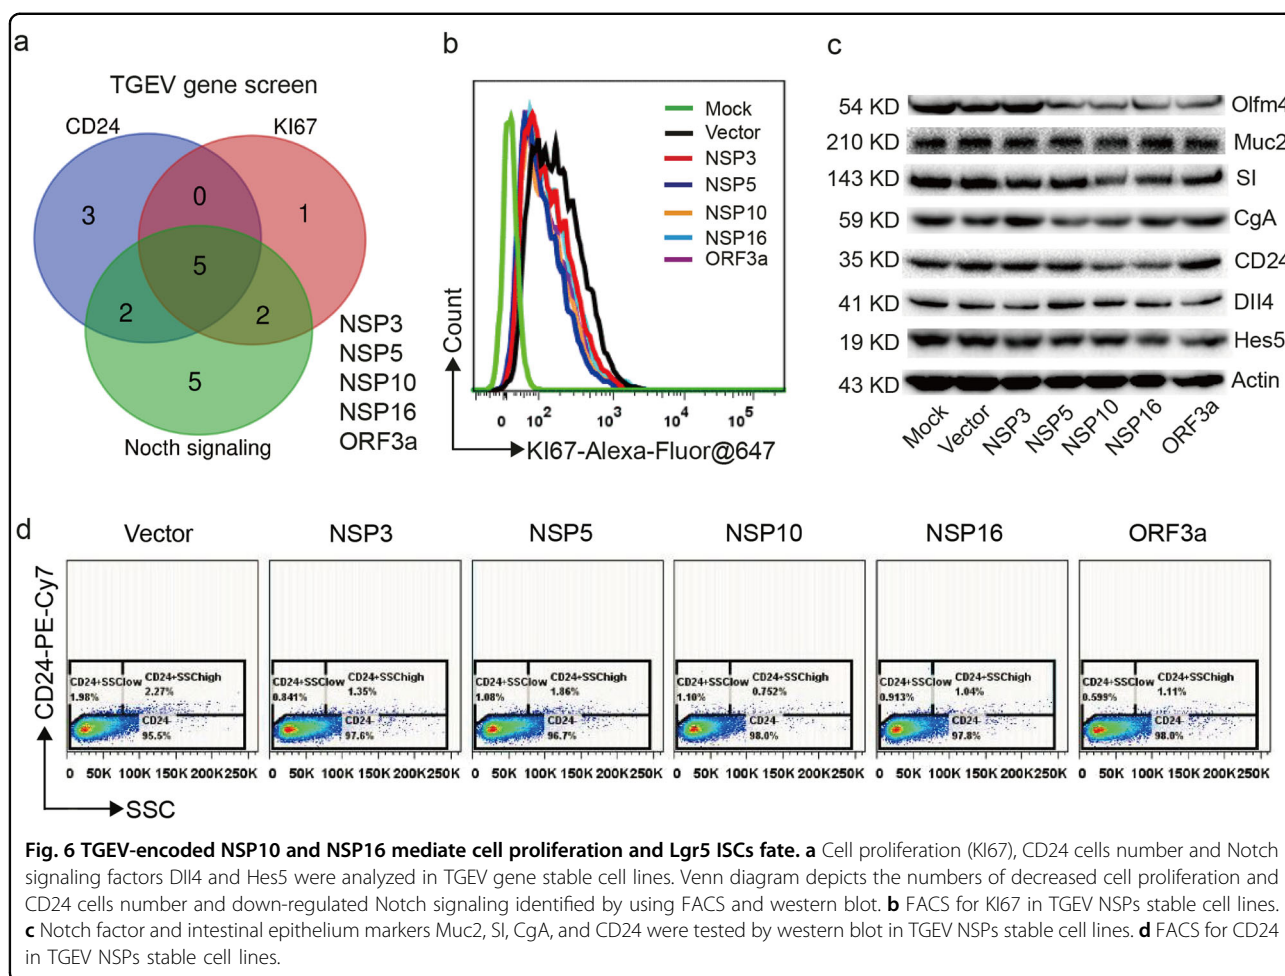 a
TGEV gene screen
CD24
KI67
3
0
1
5
2
2
5
Nocth signaling
NSP3
NSP5
NSP10
NSP16
ORF3a
b
Mock
Vector
NSP3
NSP5
NSP10
NSP16
ORF3a
Count
0 10² 10³ 10⁴ 10⁵
KI67-Alexa-Fluor@647
c
54 KD Olfm4
210 KD Muc2
143 KD SI
59 KD CgA
35 KD CD24
41 KD Dll4
19 KD Hes5
43 KD Actin
Mock Vector NSP3 NSP5 NSP10 NSP16 ORF3a
d
Vector NSP3 NSP5 NSP10 NSP16 ORF3a
CD24-PE-Cy7
CD24+SSClow 1.98% CD24+SSChigh 2.27% CD24- 95.5%
CD24+SSClow 0.841% CD24+SSChigh 1.35% CD24- 97.6%
CD24+SSClow 1.08% CD24+SSChigh 1.86% CD24- 96.7%
CD24+SSClow 1.10% CD24+SSChigh 0.752% CD24- 98.0%
CD24+SSClow 0.913% CD24+SSChigh 1.04% CD24- 97.8%
CD24+SSClow 0.599% CD24+SSChigh 1.11% CD24- 98.0%
0 50K 100K 150K 200K 250K
0 50K 100K 150K 200K 250K
0 50K 100K 150K 200K 250K
0 50K 100K 150K 200K 250K
0 50K 100K 150K 200K 250K
0 50K 100K 150K 200K 250K
SSC
Fig. 6 TGEV-encoded NSP10 and NSP16 mediate cell proliferation and Lgr5 ISCs fate. a Cell proliferation (KI67), CD24 cells number and Notch
signaling factors Dll4 and Hes5 were analyzed in TGEV gene stable cell lines. Venn diagram depicts the numbers of decreased cell proliferation and
CD24 cells number and down-regulated Notch signaling identified by using FACS and western blot. b FACS for KI67 in TGEV NSPs stable cell lines.
c Notch factor and intestinal epithelium markers Muc2, SI, CgA, and CD24 were tested by western blot in TGEV NSPs stable cell lines. d FACS for CD24
in TGEV NSPs stable cell lines.